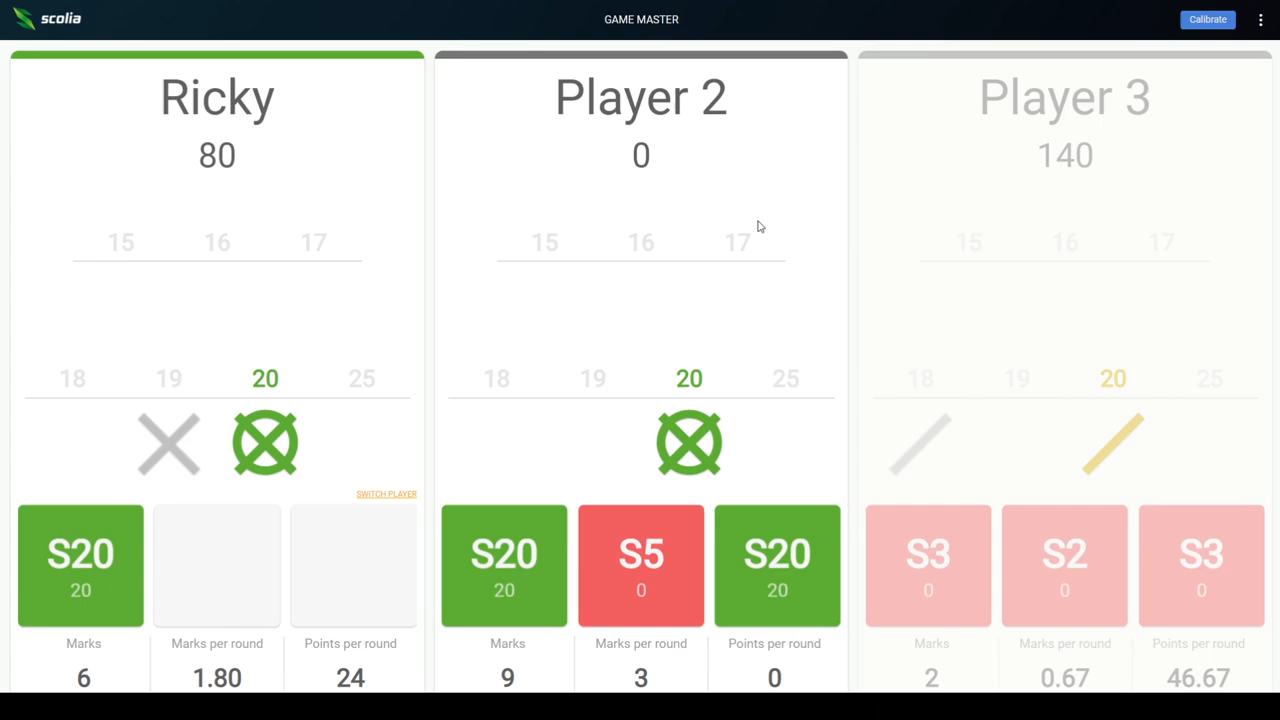 scolia
GAME MASTER
Calibrate
Ricky
80
15 16 17
18 19 20 25
SWITCH PLAYER
S20
20
Marks
6
Marks per round
1.80
Points per round
24
Player 2
0
15 16 17
18 19 20 25
S20
20
S5
0
S20
20
Marks
9
Marks per round
3
Points per round
0
Player 3
140
15 16 17
18 19 20 25
S3
0
S2
0
S3
0
Marks
2
Marks per round
0.67
Points per round
46.67